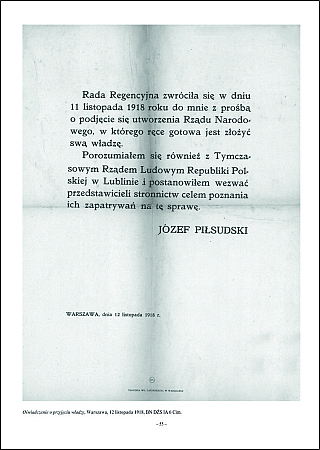 Rada Regencyjna zwróciła się w dniu
11 listopada 1918 roku do mnie z prośbą
o podjęcie się utworzenia Rządu Narodo-
wego, w którego ręce gotowa jest złożyć
swą władzę.
Porozumiałem się również z Tymcza-
sowym Rządem Ludowym Republiki Pol-
skiej w Lublinie i postanowiłem wezwać
przedstawicieli stronnictw celem poznania
ich zapatrywań na tę sprawę.
JÓZEF PIŁSUDSKI
WARSZAWA, dnia 12 listopada 1918 r.
Oświadczenie o przyjęciu władzy, Warszawa, 12 listopada 1918, BN DŻS IA 6 Cim.
- 55 -